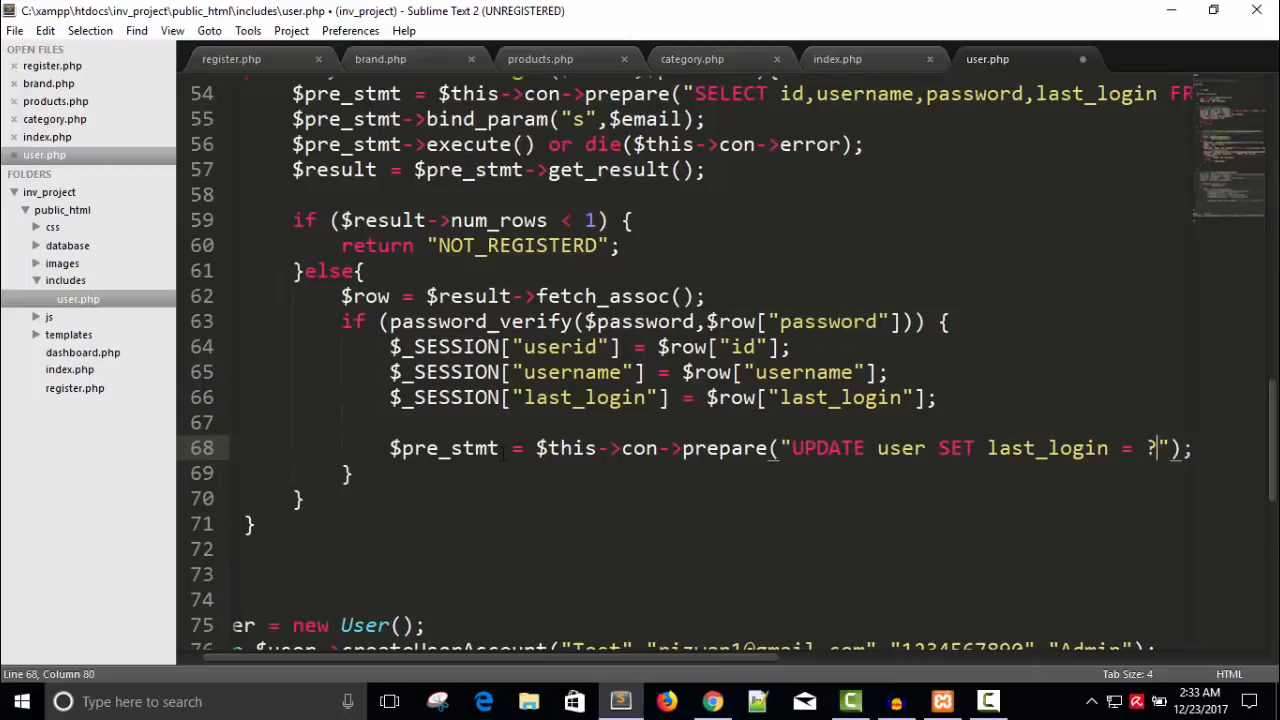 C:\xampp\htdocs\inv_project\public_html\includes\user.php • (inv_project) - Sublime Text 2 (UNREGISTERED)
File Edit Selection Find View Goto Tools Project Preferences Help
OPEN FILES
register.php
brand.php
products.php
category.php
index.php
user.php
FOLDERS
inv_project
public_html
css
database
images
includes
user.php
js
templates
dashboard.php
index.php
register.php
register.php × brand.php × products.php × category.php × index.php × user.php
54 $pre_stmt = $this->con->prepare("SELECT id,username,password,last_login FR
55 $pre_stmt->bind_param("s",$email);
56 $pre_stmt->execute() or die($this->con->error);
57 $result = $pre_stmt->get_result();
58
59 if ($result->num_rows < 1) {
60 return "NOT_REGISTERD";
61 }else{
62 $row = $result->fetch_assoc();
63 if (password_verify($password,$row["password"])) {
64 $_SESSION["userid"] = $row["id"];
65 $_SESSION["username"] = $row["username"];
66 $_SESSION["last_login"] = $row["last_login"];
67
68 $pre_stmt = $this->con->prepare("UPDATE user SET last_login = ?");
69 }
70 }
71 }
72
73
74
75 er = new User();
76 $user->createUserAccount("Test","rizwan1@gmail.com","1234567890","Admin");
Line 68, Column 80 Tab Size: 4 HTML
Type here to search
2:33 AM
12/23/2017